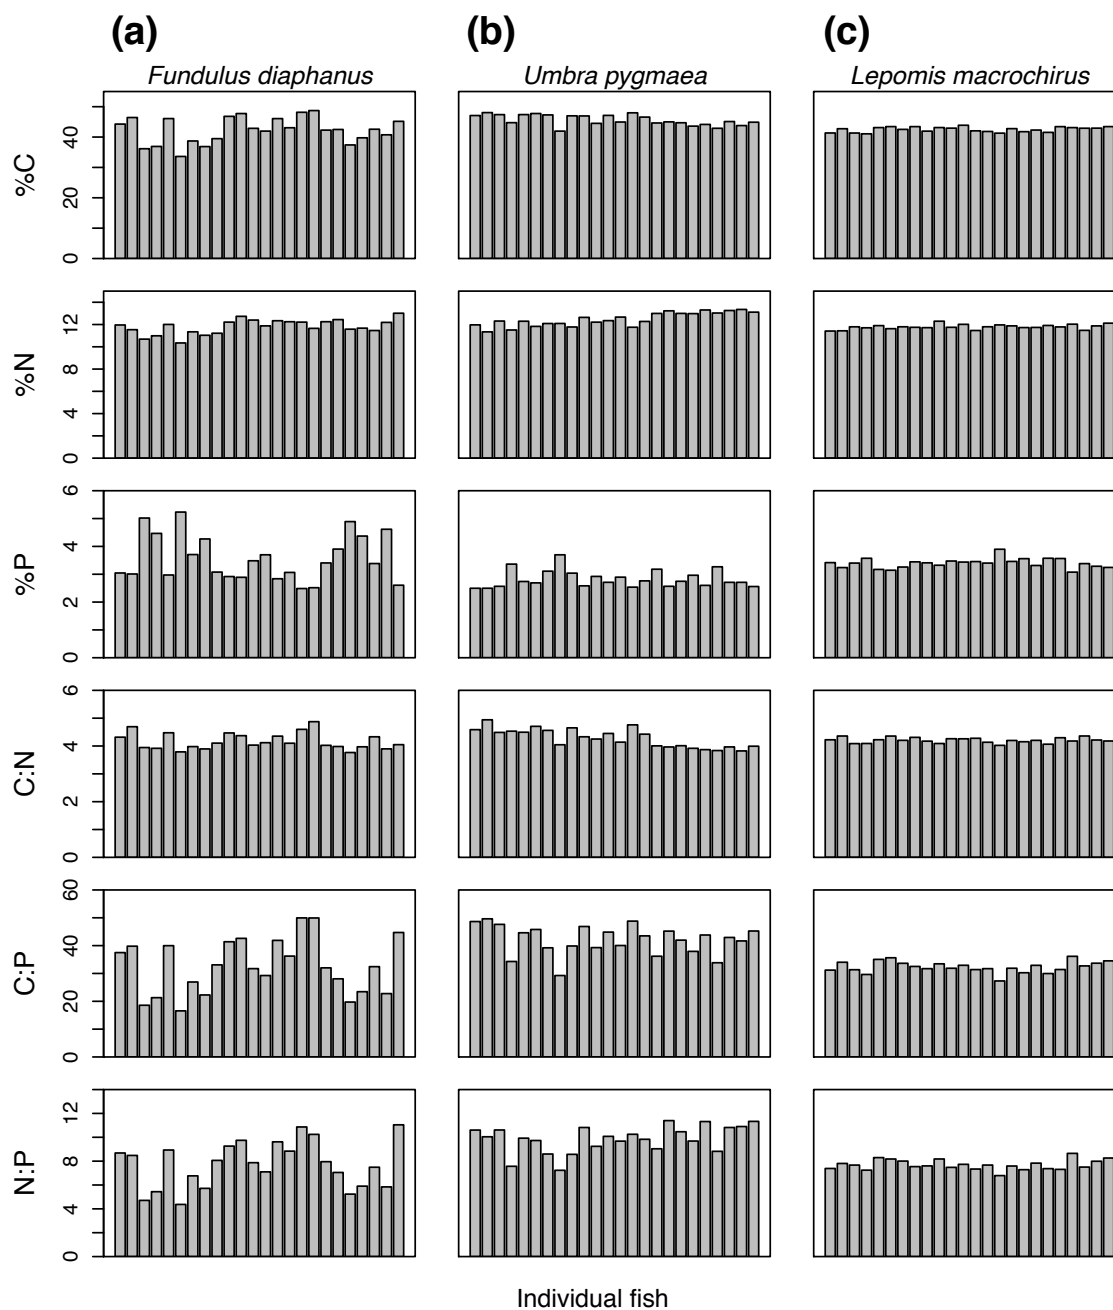 (a) (b) (c)
Fundulus diaphanus Umbra pygmaea Lepomis macrochirus
%C
0 20 40
%N
0 4 8 12
%P
0 2 4 6
C:N
0 2 4 6
C:P
0 20 40 60
N:P
0 4 8 12
Individual fish